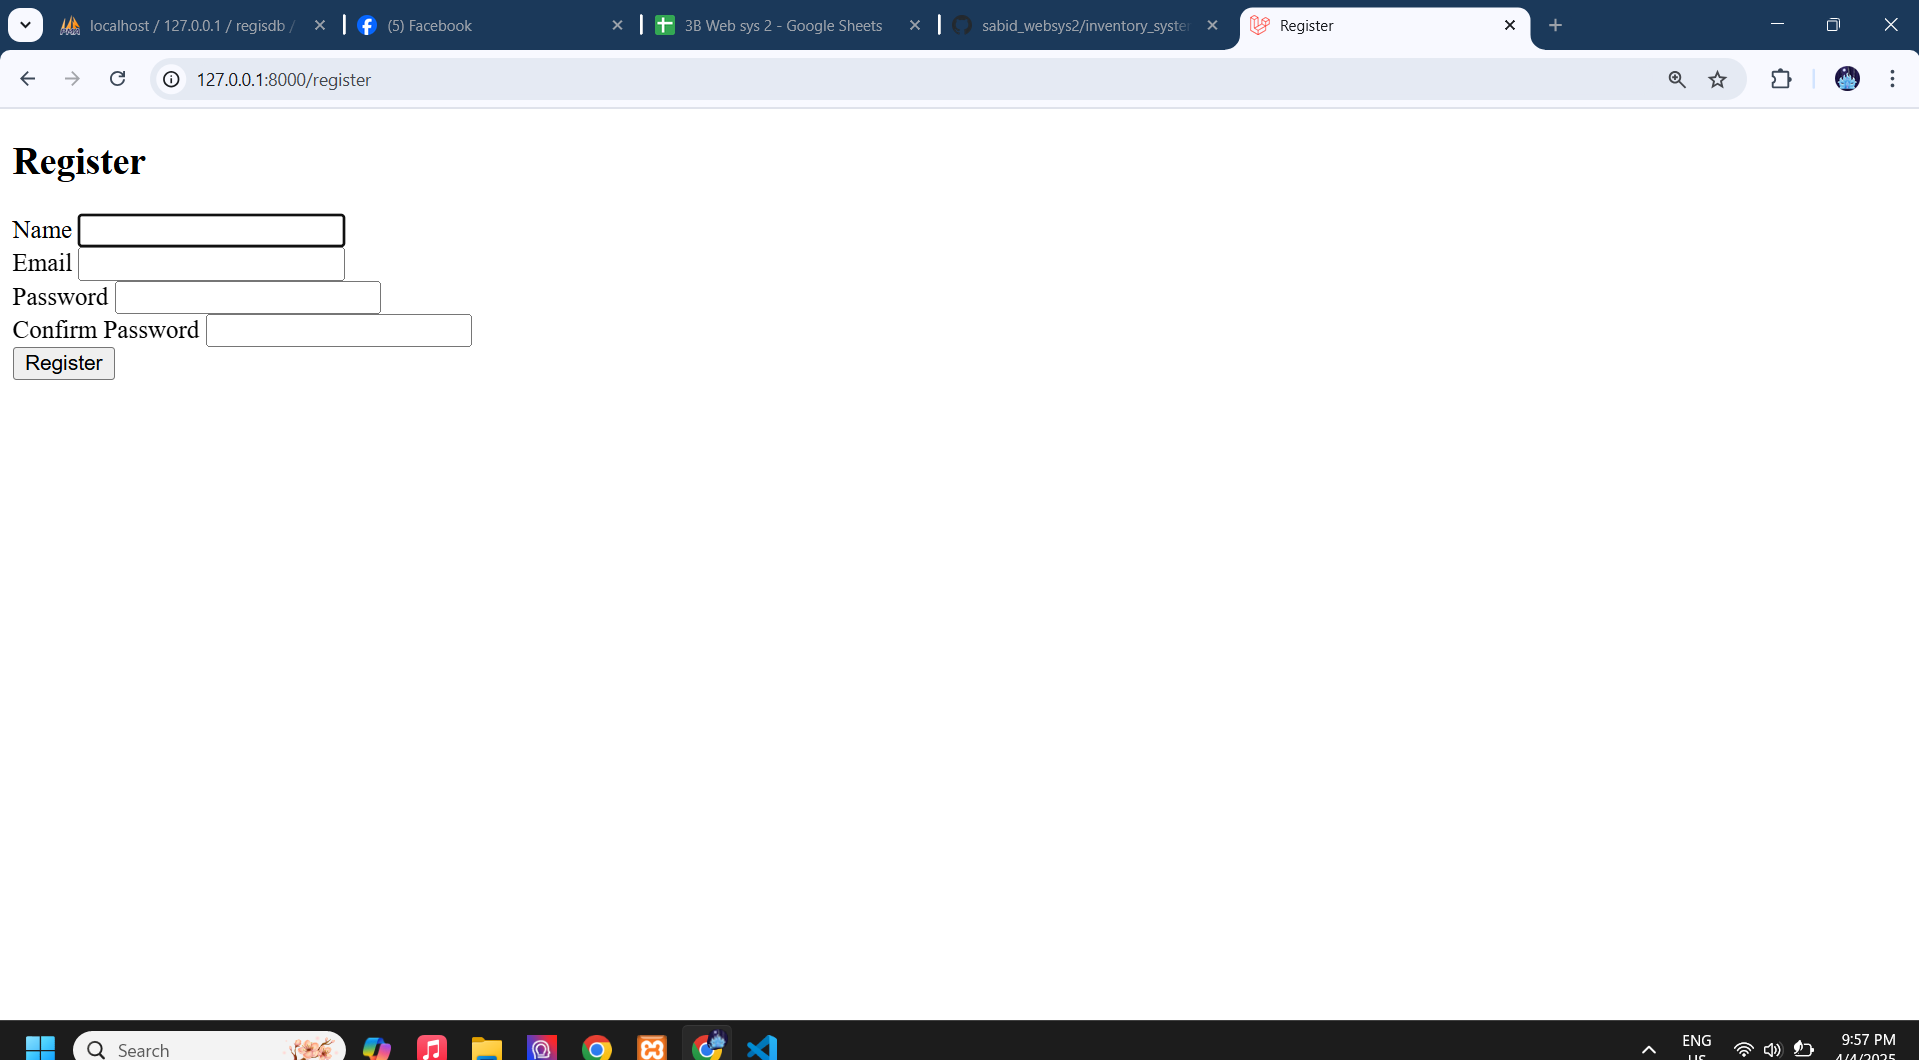 localhost / 127.0.0.1 / regisdb /
(5) Facebook
3B Web sys 2 - Google Sheets
sabid_websys2/inventory_syste
Register
127.0.0.1:8000/register
Register
Name
Email
Password
Confirm Password
Register
Search
ENG
US
9:57 PM
4/4/2025